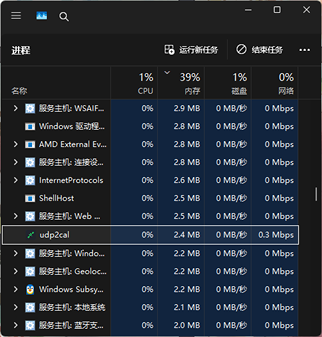 进程
运行新任务
结束任务
1% 39% 1% 0%
名称 CPU 内存 磁盘 网络
服务主机: WSAIF... 0% 2.9 MB 0 MB/秒 0 Mbps
Windows 驱动程... 0% 2.8 MB 0 MB/秒 0 Mbps
AMD External Ev... 0% 2.8 MB 0 MB/秒 0 Mbps
服务主机: 连接设... 0% 2.8 MB 0 MB/秒 0 Mbps
InternetProtocols 0% 2.6 MB 0 MB/秒 0 Mbps
ShellHost 0% 2.5 MB 0 MB/秒 0 Mbps
服务主机: Web ... 0% 2.5 MB 0 MB/秒 0 Mbps
udp2cal 0% 2.4 MB 0 MB/秒 0.3 Mbps
服务主机: Windo... 0% 2.2 MB 0 MB/秒 0 Mbps
服务主机: Geoloc... 0% 2.2 MB 0 MB/秒 0 Mbps
Windows Subsy... 0% 2.2 MB 0 MB/秒 0 Mbps
服务主机: 本地系统 0% 2.1 MB 0 MB/秒 0 Mbps
服务主机: 蓝牙支... 0% 2.0 MB 0 MB/秒 0 Mbps